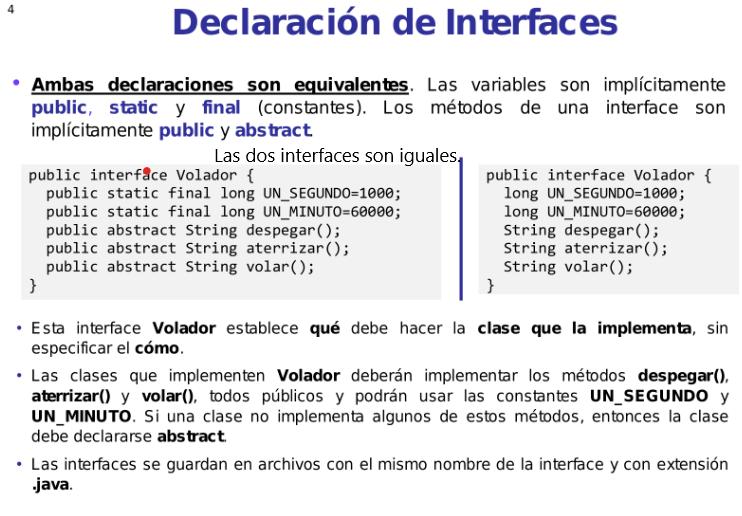 4
Declaración de Interfaces
• Ambas declaraciones son equivalentes. Las variables son implícitamente
public, static y final (constantes). Los métodos de una interface son
implícitamente public y abstract.
Las dos interfaces son iguales.
public interface Volador {
public static final long UN_SEGUNDO=1000;
public static final long UN_MINUTO=60000;
public abstract String despegar();
public abstract String aterrizar();
public abstract String volar();
}
public interface Volador {
long UN_SEGUNDO=1000;
long UN_MINUTO=60000;
String despegar();
String aterrizar();
String volar();
}
• Esta interface Volador establece qué debe hacer la clase que la implementa, sin
especificar el cómo.
• Las clases que implementen Volador deberán implementar los métodos despegar(),
aterrizar() y volar(), todos públicos y podrán usar las constantes UN_SEGUNDO y
UN_MINUTO. Si una clase no implementa algunos de estos métodos, entonces la clase
debe declararse abstract.
• Las interfaces se guardan en archivos con el mismo nombre de la interface y con extensión
.java.